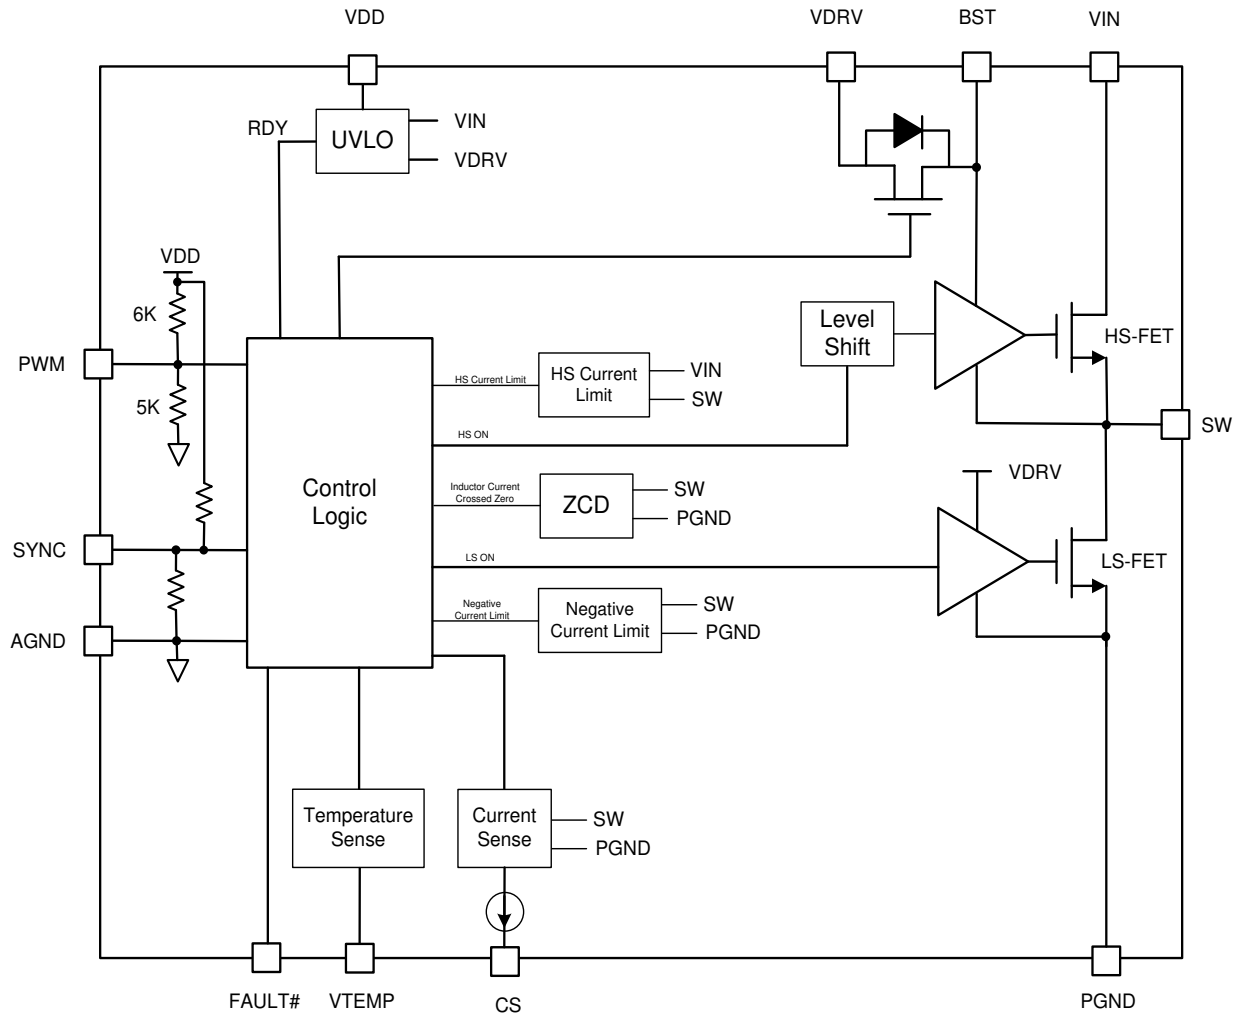 VDD
VDRV
BST
VIN
RDY
UVLO
VIN
VDRV
VDD
6K
PWM
5K
Level
Shift
HS-FET
HS Current Limit
HS Current
Limit
VIN
SW
SW
HS ON
Control
Logic
Inductor Current
Crossed Zero
ZCD
SW
PGND
VDRV
SYNC
LS ON
LS-FET
AGND
Negative
Current Limit
Negative
Current Limit
SW
PGND
Temperature
Sense
Current
Sense
SW
PGND
FAULT#
VTEMP
CS
PGND